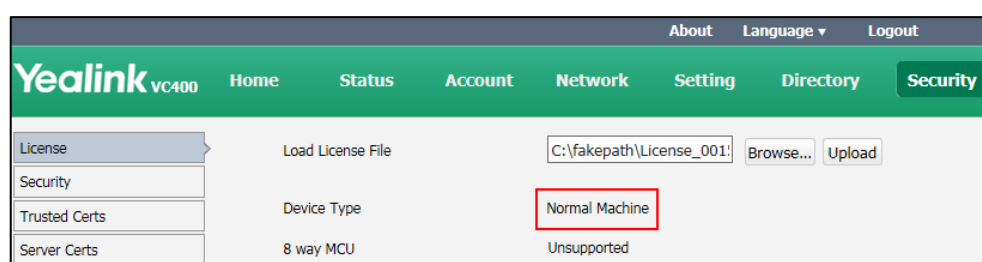 About Language ▾ Logout
Yealink VC400 Home Status Account Network Setting Directory Security
License Load License File C:\fakepath\License_001 Browse... Upload
Security
Trusted Certs Device Type Normal Machine
Server Certs 8 way MCU Unsupported